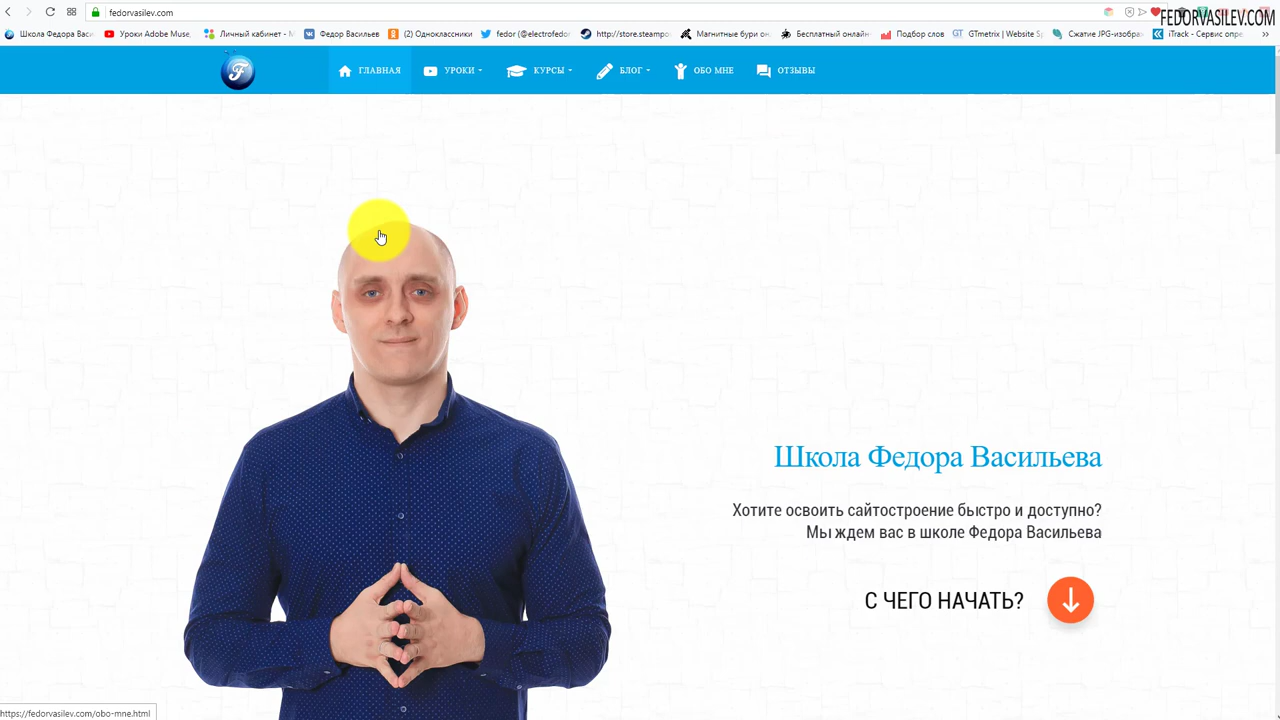 fedorvasilev.com
FEDORVASILEV.COM
Школа Федора Васи
Уроки Adobe Muse,
Личный кабинет - M
Федор Васильев
(2) Одноклассники
fedor (@electrofedo
http://store.steampo
Магнитные бури он
Бесплатный онлайн
Подбор слов
GT
GTmetrix | Website Sp
Сжатие JPG-изобра
iTrack - Сервис опре
F
ГЛАВНАЯ
УРОКИ
КУРСЫ
БЛОГ
ОБО МНЕ
ОТЗЫВЫ
Школа Федора Васильева
Хотите освоить сайтостроение быстро и доступно?
Мы ждем вас в школе Федора Васильева
С ЧЕГО НАЧАТЬ?
https://fedorvasilev.com/obo-mne.html